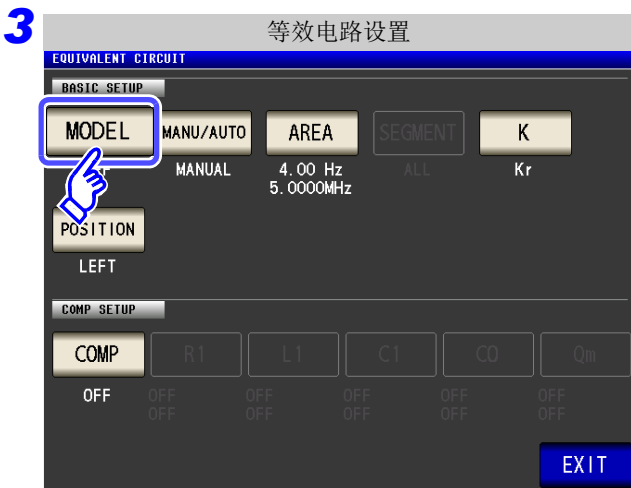 3
等效电路设置
EQUIVALENT CIRCUIT
BASIC SETUP
MODEL MANU/AUTO AREA SEGMENT K
MANUAL 4.00 Hz ALL Kr
5.0000MHz
POSITION
LEFT
COMP SETUP
COMP R1 L1 C1 C0 Qm
OFF OFF OFF OFF OFF OFF
OFF OFF OFF OFF OFF
EXIT